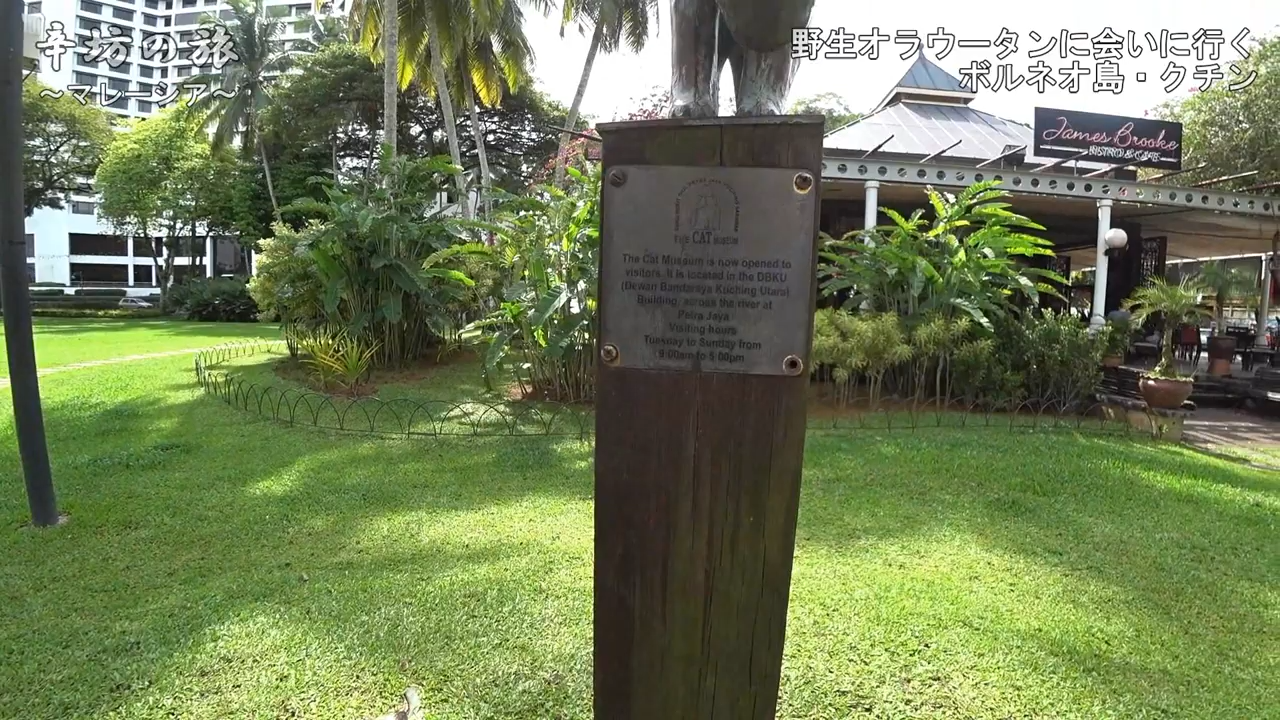 辛坊の旅
～マレーシア～
野生オラウータンに会いに行く
ボルネオ島・クチン
James Brooke
BISTRO & CAFE
THE CAT MUSEUM
The Cat Museum is now opened to
visitors. It is located in the DBKU
(Dewan Bandaraya Kuching Utara)
Building, across the river at
Petra Jaya
Visiting hours
Tuesday to Sunday from
9.00am to 5.00pm